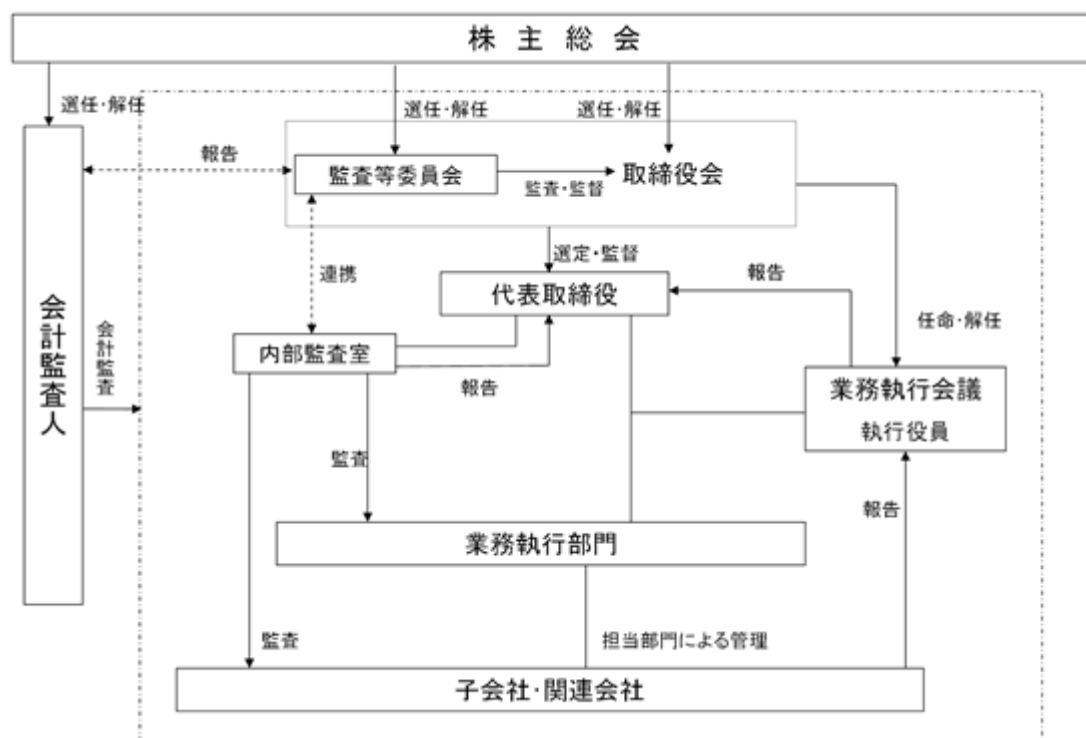 株主総会
選任・解任
選任・解任
選任・解任
報告
監査等委員会
監査・監督
取締役会
選定・監督
連携
代表取締役
報告
任命・解任
会計監査人
会計監査
内部監査室
報告
業務執行会議
執行役員
監査
報告
業務執行部門
監査
担当部門による管理
子会社・関連会社